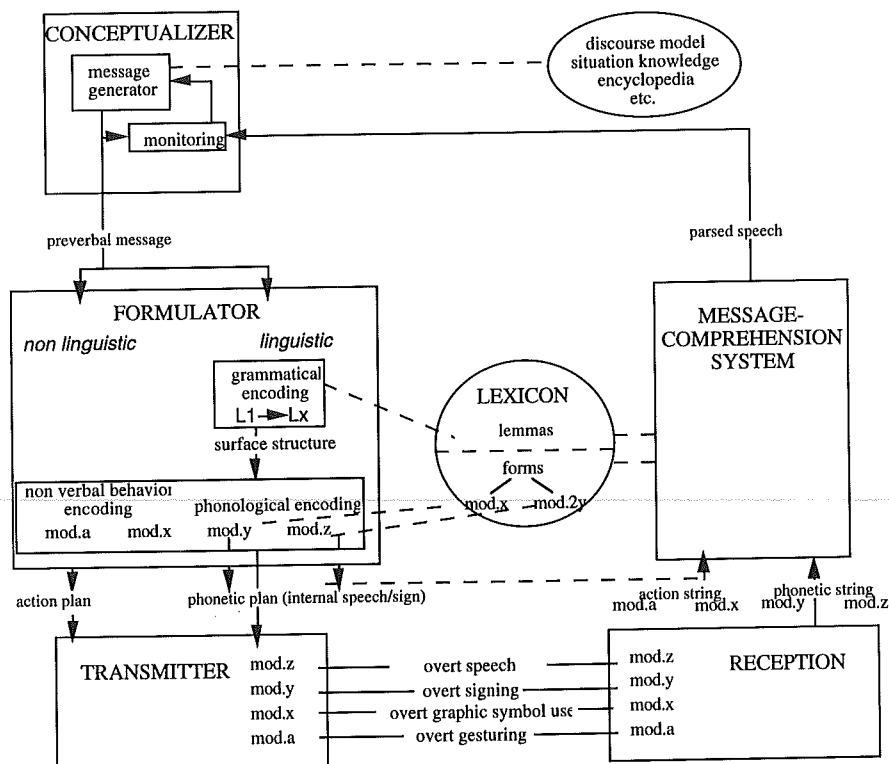 CONCEPTUALIZER
message
generator
monitoring
discourse model
situation knowledge
encyclopedia
etc.
preverbal message
parsed speech
FORMULATOR
non linguistic
linguistic
grammatical
encoding
L1 Lx
surface structure
non verbal behavior
encoding
phonological encoding
mod.a mod.x mod.y mod.z
LEXICON
lemmas
forms
mod.x mod.2y
MESSAGE-
COMPREHENSION
SYSTEM
action plan
phonetic plan (internal speech/sign)
action string
mod.a mod.x
phonetic string
mod.y mod.z
TRANSMITTER
mod.z
mod.y
mod.x
mod.a
overt speech
overt signing
overt graphic symbol use
overt gesturing
mod.z
mod.y
mod.x
mod.a
RECEPTION